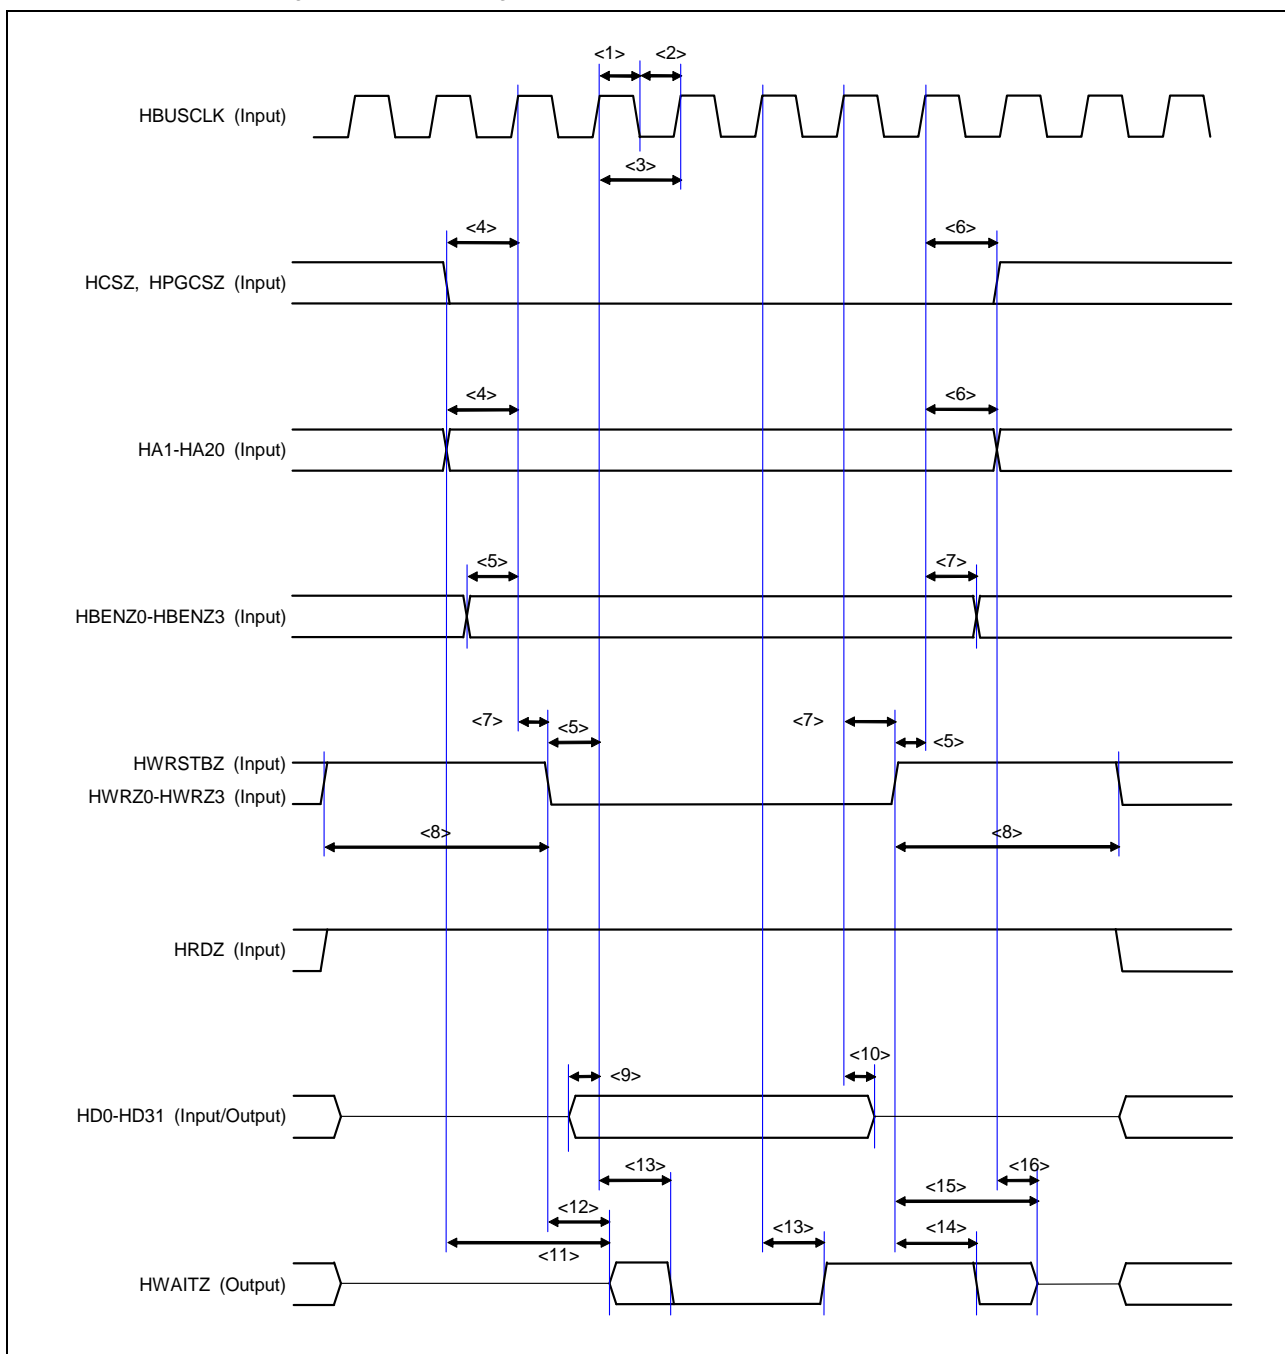 <1> <2>
HBUSCLK (Input)
<3>
<4> <6>
HCSZ, HPGCSZ (Input)
<4> <6>
HA1-HA20 (Input)
<5> <7>
HBENZ0-HBENZ3 (Input)
<7> <5> <7> <5>
HWRSTBZ (Input)
HWRZ0-HWRZ3 (Input)
<8> <8>
HRDZ (Input)
<10>
<9>
HD0-HD31 (Input/Output)
<13> <16>
<15>
<12> <13> <14>
<11>
HWAITZ (Output)